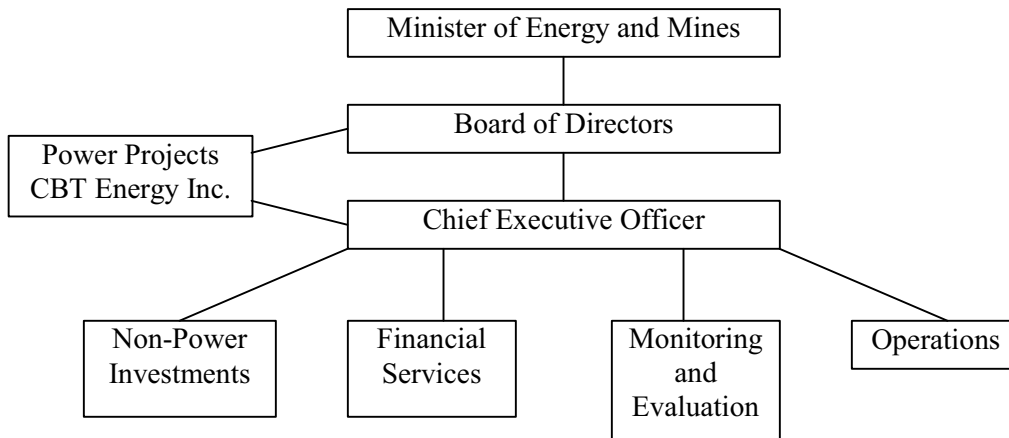 Minister of Energy and Mines
Board of Directors
Power Projects
CBT Energy Inc.
Chief Executive Officer
Non-Power
Investments
Financial
Services
Monitoring
and
Evaluation
Operations